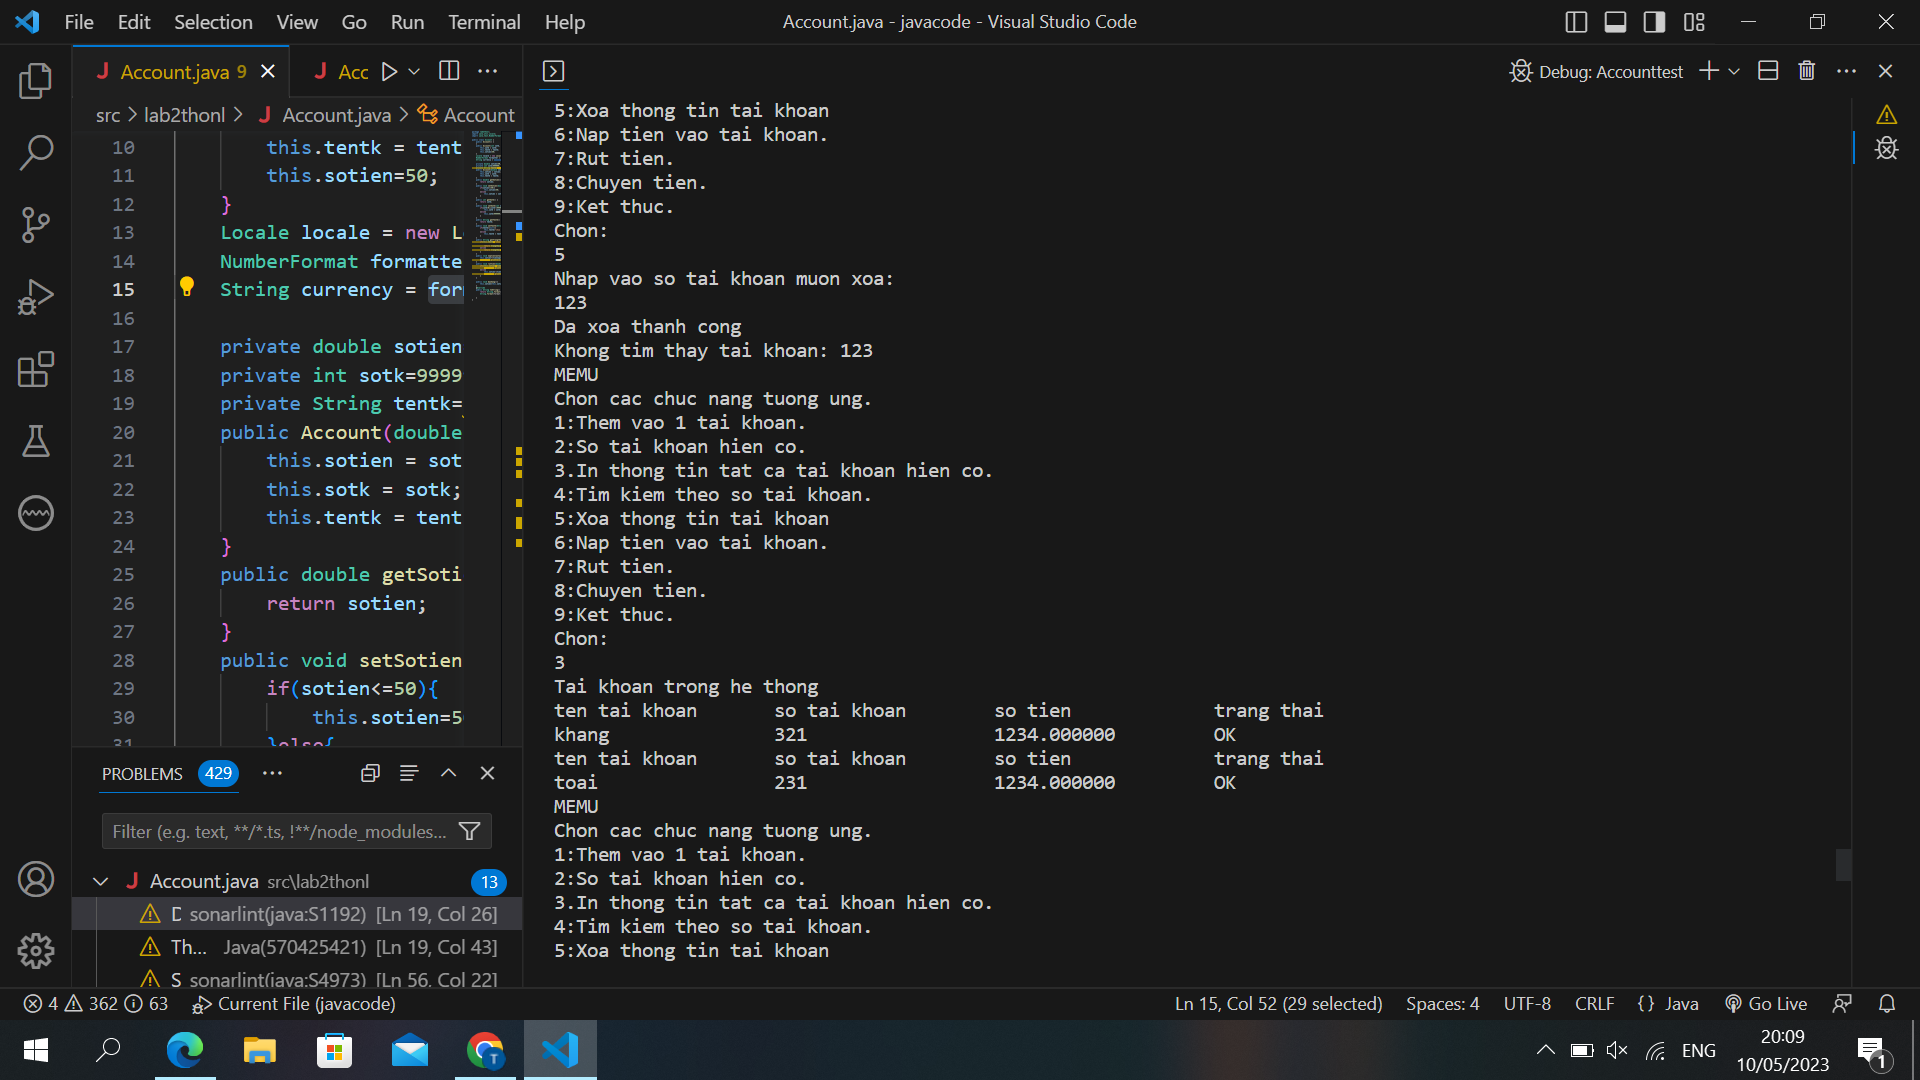 File Edit Selection View Go Run Terminal Help
Account.java - javacode - Visual Studio Code
J Account.java 9
J Acc
src > lab2thonl > J Account.java > Account
10 this.tentk = tent
11 this.sotien=50;
12 }
13 Locale locale = new L
14 NumberFormat formatte
15 String currency = for
16
17 private double sotien
18 private int sotk=9999
19 private String tentk=
20 public Account(double
21 this.sotien = sot
22 this.sotk = sotk;
23 this.tentk = tent
24 }
25 public double getSoti
26 return sotien;
27 }
28 public void setSotien
29 if(sotien<=50){
30 this.sotien=5
31 }else{
PROBLEMS 429
Filter (e.g. text, **/*.ts, !**/node_modules...
J Account.java src\lab2thonl 13
sonarlint(java:S1192) [Ln 19, Col 26]
Th... Java(570425421) [Ln 19, Col 43]
S sonarlint(java:S4973) [Ln 56, Col 22]
Debug: Accounttest
5:Xoa thong tin tai khoan
6:Nap tien vao tai khoan.
7:Rut tien.
8:Chuyen tien.
9:Ket thuc.
Chon:
5
Nhap vao so tai khoan muon xoa:
123
Da xoa thanh cong
Khong tim thay tai khoan: 123
MEMU
Chon cac chuc nang tuong ung.
1:Them vao 1 tai khoan.
2:So tai khoan hien co.
3.In thong tin tat ca tai khoan hien co.
4:Tim kiem theo so tai khoan.
5:Xoa thong tin tai khoan
6:Nap tien vao tai khoan.
7:Rut tien.
8:Chuyen tien.
9:Ket thuc.
Chon:
3
Tai khoan trong he thong
ten tai khoan so tai khoan so tien trang thai
khang 321 1234.000000 OK
ten tai khoan so tai khoan so tien trang thai
toai 231 1234.000000 OK
MEMU
Chon cac chuc nang tuong ung.
1:Them vao 1 tai khoan.
2:So tai khoan hien co.
3.In thong tin tat ca tai khoan hien co.
4:Tim kiem theo so tai khoan.
5:Xoa thong tin tai khoan
4 362 63 Current File (javacode)
Ln 15, Col 52 (29 selected) Spaces: 4 UTF-8 CRLF {} Java Go Live
T
ENG
20:09
10/05/2023
1